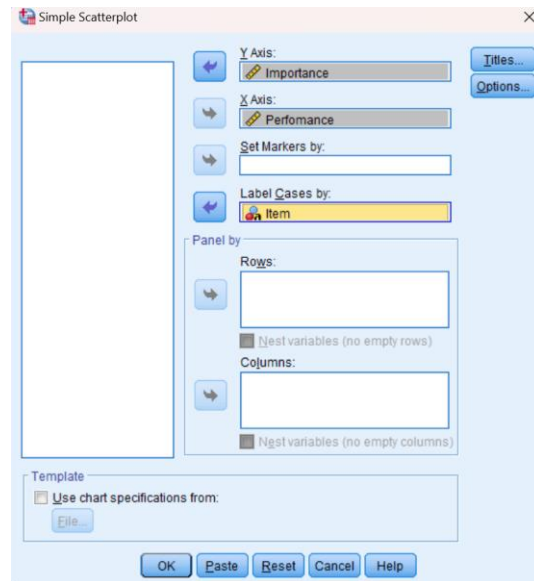 Simple Scatterplot
Y Axis:
Importance
Titles...
X Axis:
Perfomance
Options...
Set Markers by:
Label Cases by:
Item
Panel by
Rows:
Nest variables (no empty rows)
Columns:
Nest variables (no empty columns)
Template
Use chart specifications from:
File...
OK Paste Reset Cancel Help